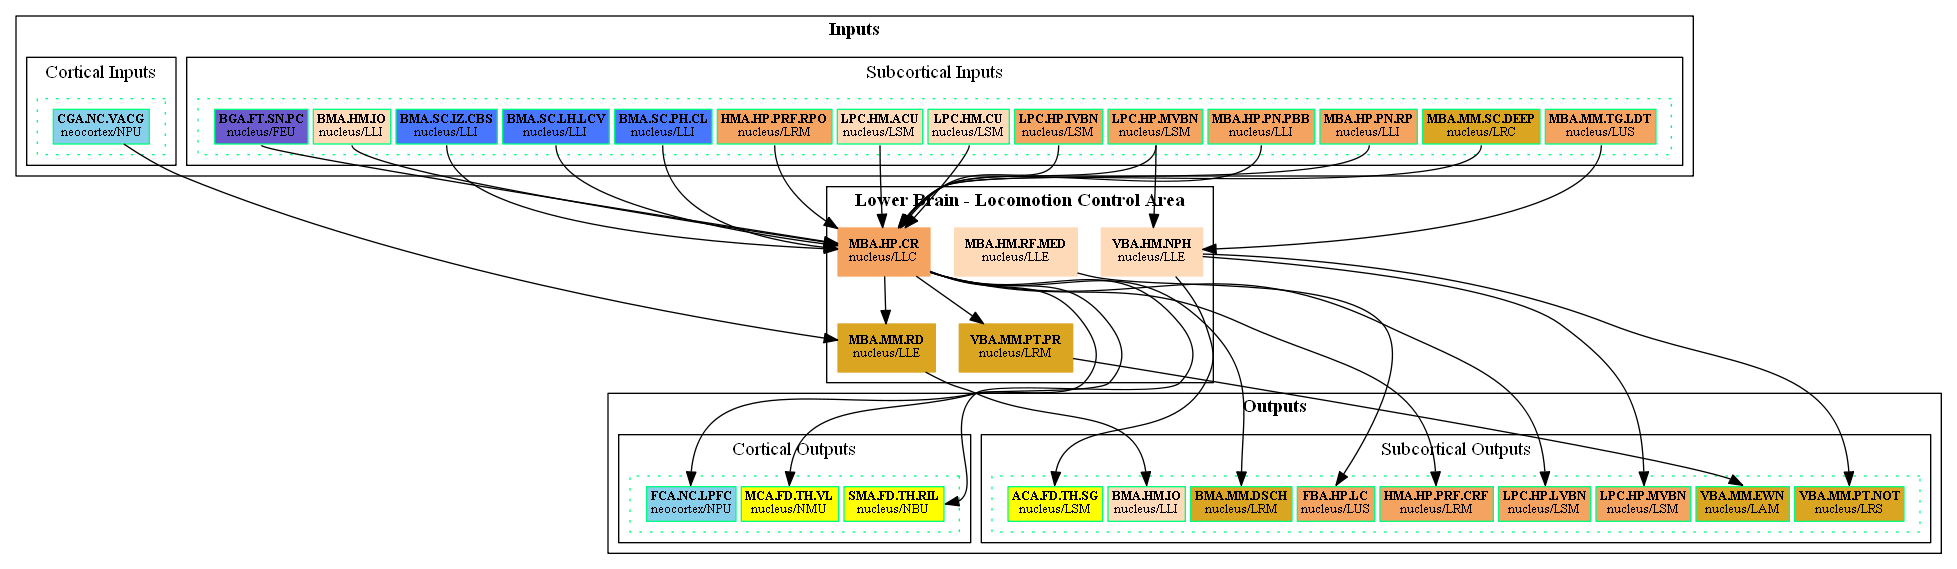 Inputs
Cortical Inputs
Subcortical Inputs
CGA.NC.VACG
neocortex/NPU
BGA.FT.SN.PC
nucleus/FEU
BMA.HM.IO
nucleus/LLI
BMA.SC.IZ.CBS
nucleus/LLI
BMA.SC.LH.LCV
nucleus/LLI
BMA.SC.PH.CL
nucleus/LLI
HMA.HP.PRF.RPO
nucleus/LRM
LPC.HM.ACU
nucleus/LSM
LPC.HM.CU
nucleus/LSM
LPC.HP.IVBN
nucleus/LSM
LPC.HP.MVBN
nucleus/LSM
MBA.HP.PN.PBB
nucleus/LLI
MBA.HP.PN.RP
nucleus/LLI
MBA.MM.SC.DEEP
nucleus/LRC
MBA.MM.TG.LDT
nucleus/LUS
Lower Brain - Locomotion Control Area
MBA.HP.CR
nucleus/LLC
MBA.HM.RF.MED
nucleus/LLE
VBA.HM.NPH
nucleus/LLE
MBA.MM.RD
nucleus/LLE
VBA.MM.PT.PR
nucleus/LRM
Outputs
Cortical Outputs
Subcortical Outputs
FCA.NC.LPFC
neocortex/NPU
MCA.FD.TH.VL
nucleus/NMU
SMA.FD.TH.RIL
nucleus/NBU
ACA.FD.TH.SG
nucleus/LSM
BMA.HM.IO
nucleus/LLI
BMA.MM.DSCH
nucleus/LRM
FBA.HP.LC
nucleus/LUS
HMA.HP.PRF.CRF
nucleus/LRM
LPC.HP.LVBN
nucleus/LSM
LPC.HP.MVBN
nucleus/LSM
VBA.MM.EWN
nucleus/LAM
VBA.MM.PT.NOT
nucleus/LRS